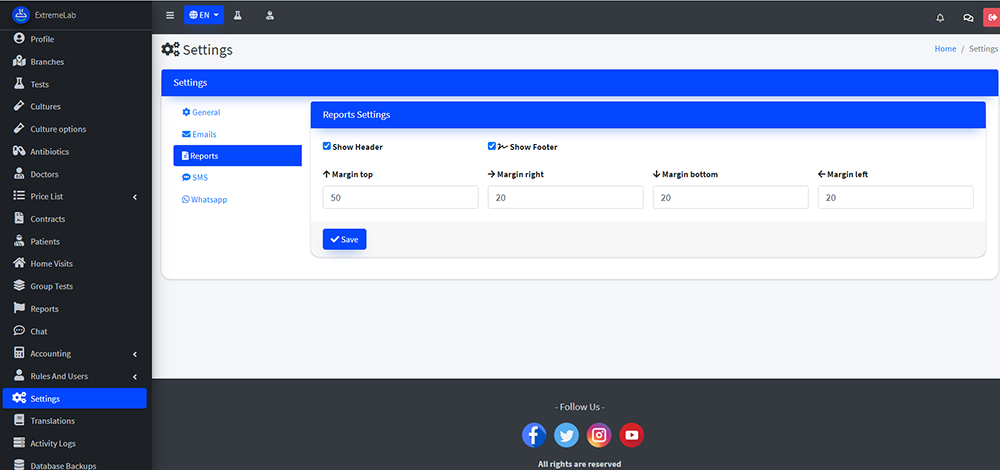 ExtremeLab
EN
Profile
Branches
Tests
Cultures
Culture options
Antibiotics
Doctors
Price List
Contracts
Patients
Home Visits
Group Tests
Reports
Chat
Accounting
Rules And Users
Settings
Translations
Activity Logs
Database Backups
Settings
Home / Settings
Settings
General
Emails
Reports
SMS
Whatsapp
Reports Settings
Show Header Show Footer
Margin top Margin right Margin bottom Margin left
50 20 20 20
Save
- Follow Us -
All rights are reserved